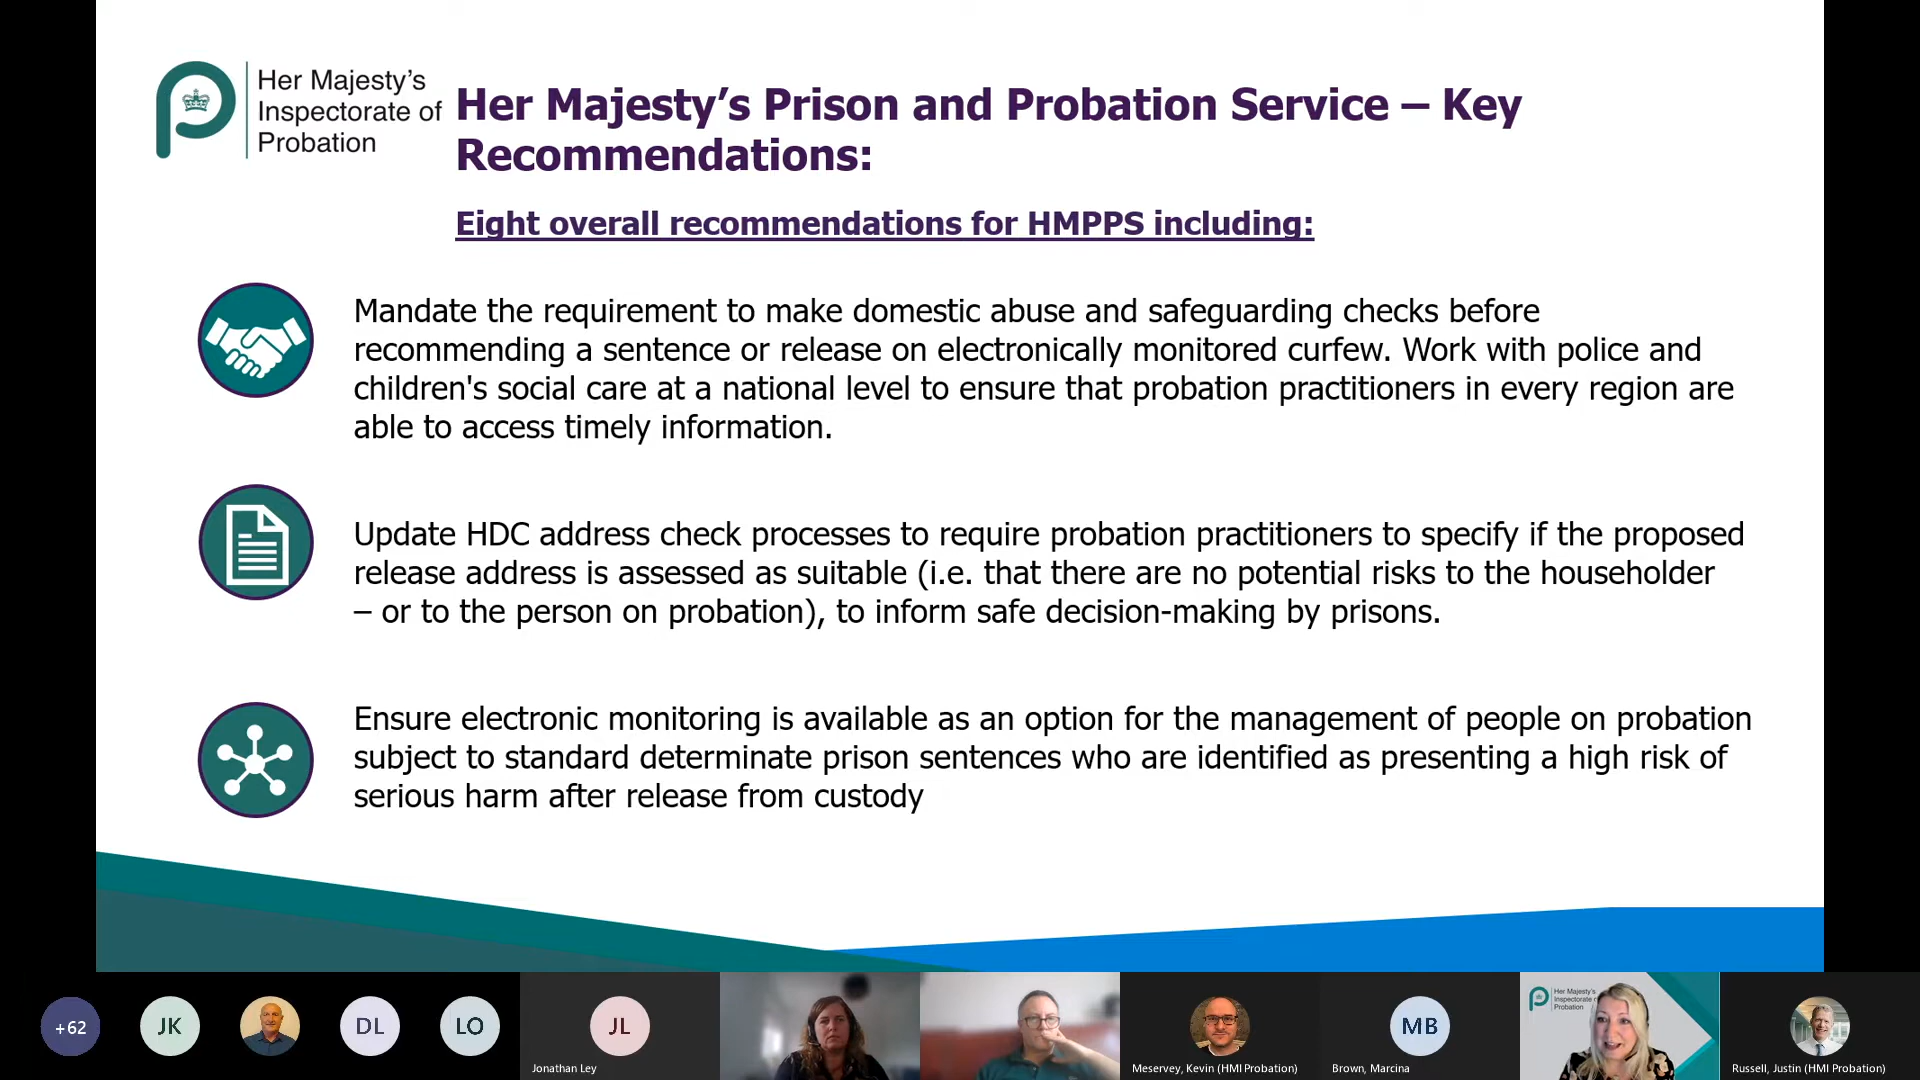 Her Majesty’s
Inspectorate of
Probation
Her Majesty’s Prison and Probation Service – Key
Recommendations:
Eight overall recommendations for HMPPS including:
Mandate the requirement to make domestic abuse and safeguarding checks before
recommending a sentence or release on electronically monitored curfew. Work with police and
children's social care at a national level to ensure that probation practitioners in every region are
able to access timely information.
Update HDC address check processes to require probation practitioners to specify if the proposed
release address is assessed as suitable (i.e. that there are no potential risks to the householder
– or to the person on probation), to inform safe decision-making by prisons.
Ensure electronic monitoring is available as an option for the management of people on probation
subject to standard determinate prison sentences who are identified as presenting a high risk of
serious harm after release from custody
+62
JK
DL
LO
JL
Jonathan Ley
Meservey, Kevin (HMI Probation)
MB
Brown, Marcina
Her Majesty's
Inspectorate
Probation
Russell, Justin (HMI Probation)